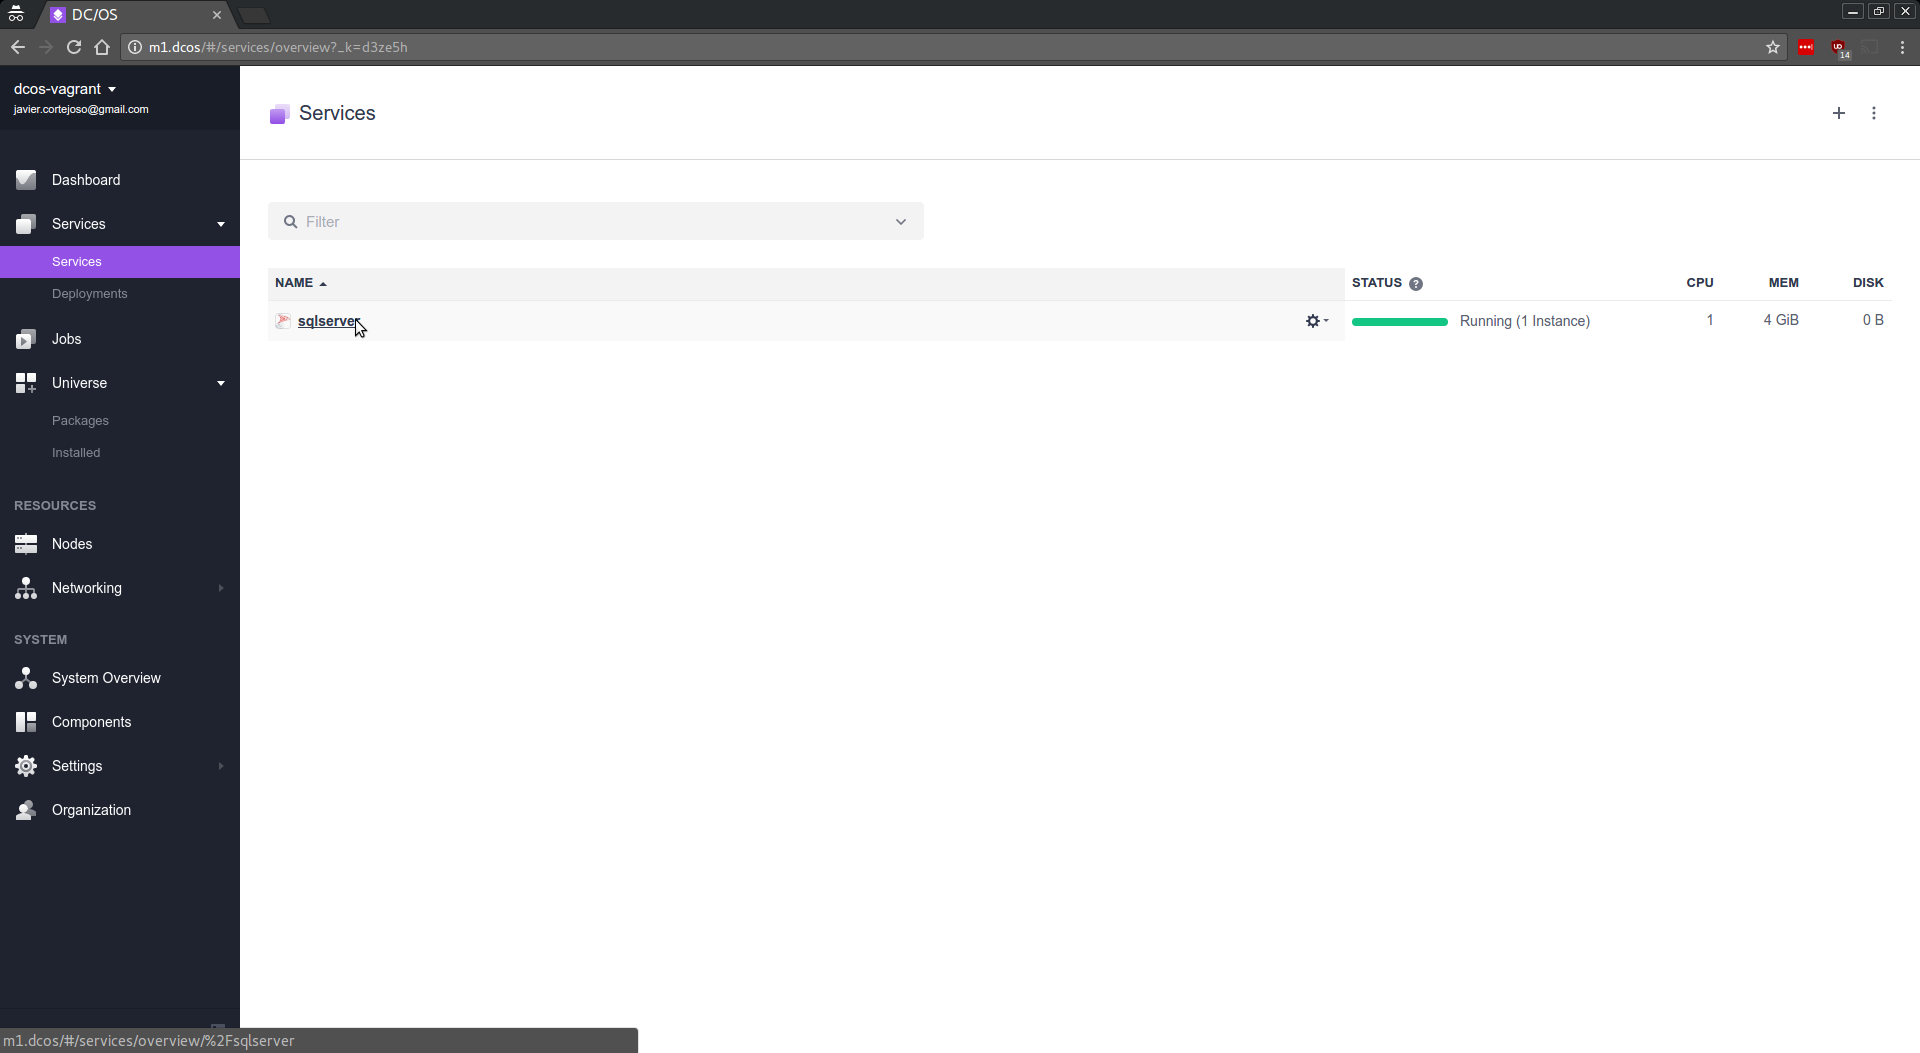 DC/OS
m1.dcos/#/services/overview?_k=d3ze5h
14
dcos-vagrant
javier.cortejoso@gmail.com
Services
Dashboard
Services
Filter
Services
NAME STATUS ? CPU MEM DISK
Deployments
sqlserver Running (1 Instance) 1 4 GiB 0 B
Jobs
Universe
Packages
Installed
RESOURCES
Nodes
Networking
SYSTEM
System Overview
Components
Settings
Organization
m1.dcos/#/services/overview/%2Fsqlserver